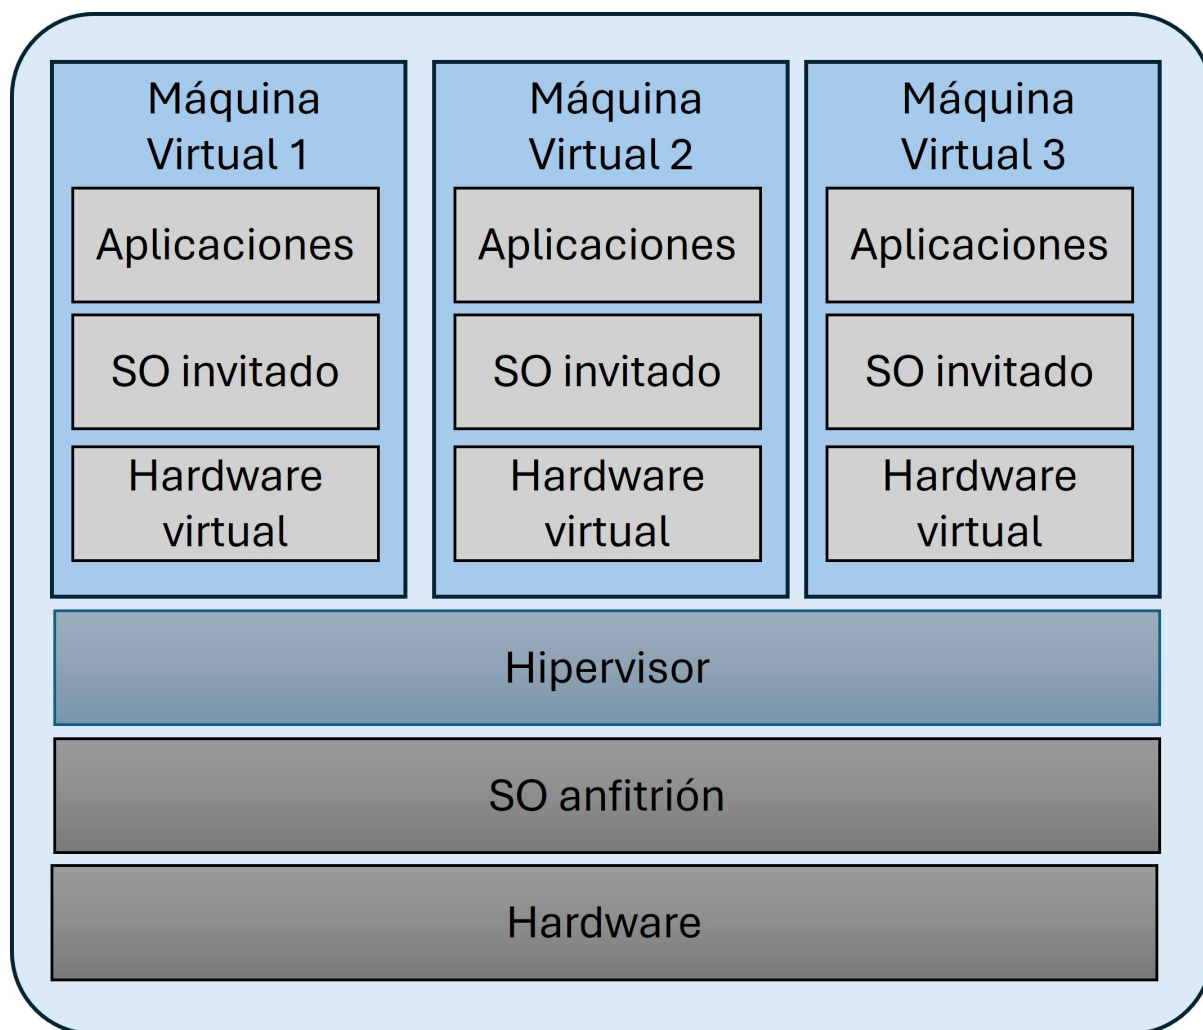 Máquina
Virtual 1
Aplicaciones
SO invitado
Hardware
virtual
Máquina
Virtual 2
Aplicaciones
SO invitado
Hardware
virtual
Máquina
Virtual 3
Aplicaciones
SO invitado
Hardware
virtual
Hipervisor
SO anfitrión
Hardware